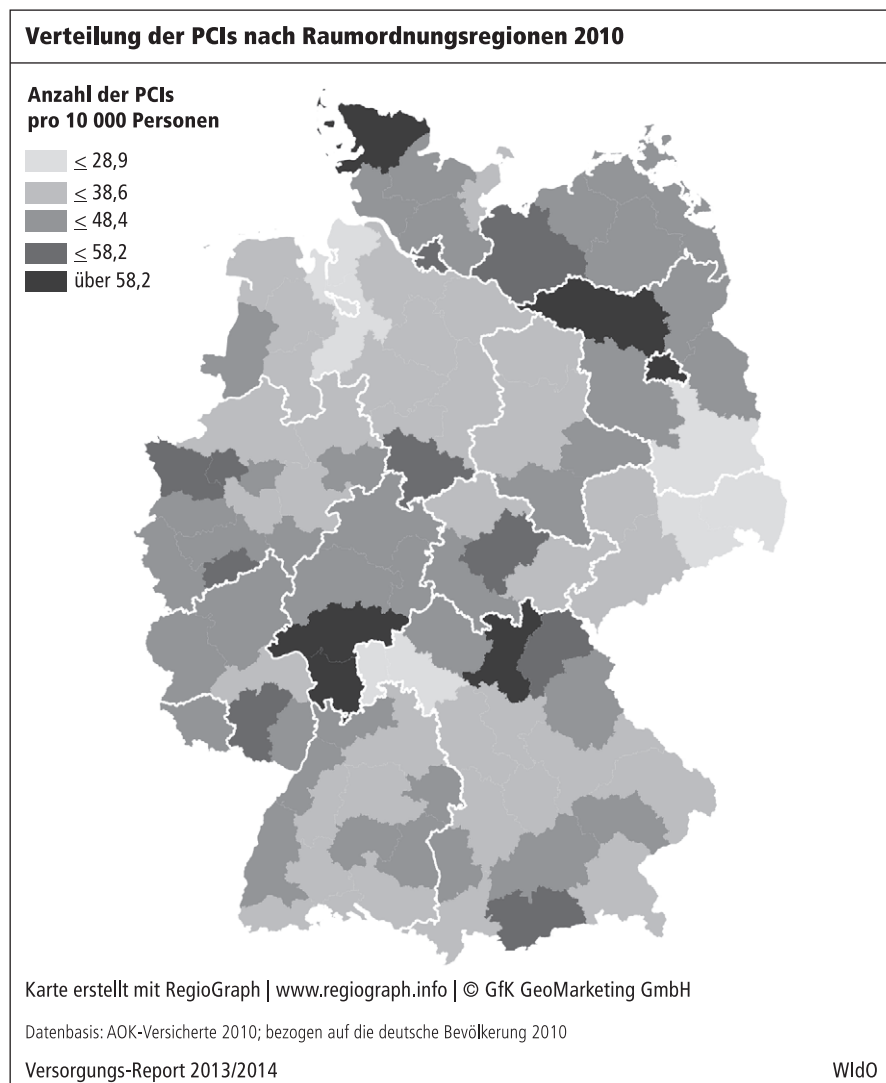 Verteilung der PCIs nach Raumordnungsregionen 2010
Anzahl der PCIs
pro 10 000 Personen
≤ 28,9
≤ 38,6
≤ 48,4
≤ 58,2
über 58,2
Karte erstellt mit RegioGraph | www.regiograph.info | © GfK GeoMarketing GmbH
Datenbasis: AOK-Versicherte 2010; bezogen auf die deutsche Bevölkerung 2010
Versorgungs-Report 2013/2014 WIdO